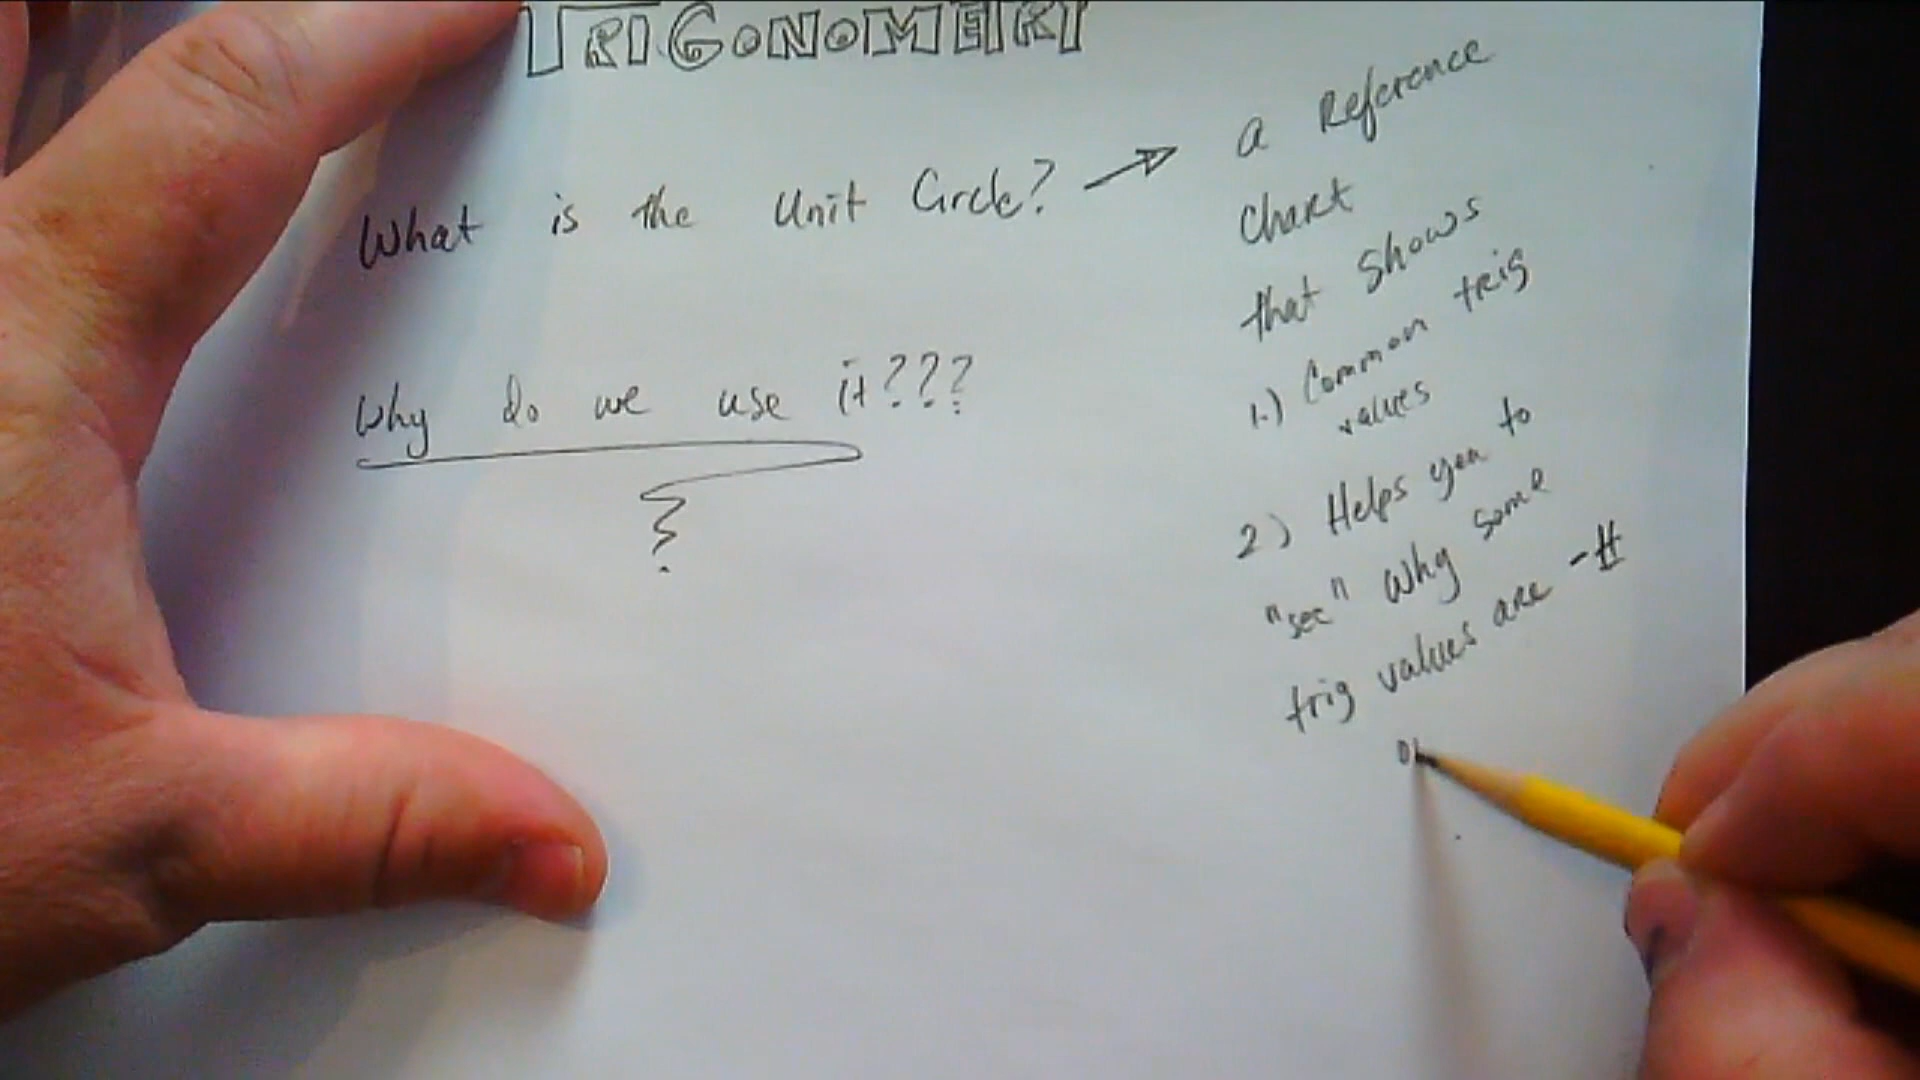 TRIGONOMETRY
What is the Unit Circle? → a Reference
Chart
that shows
1.) Common trig
values
2) Helps you to
"see" why some
trig values are -#
Why do we use it???